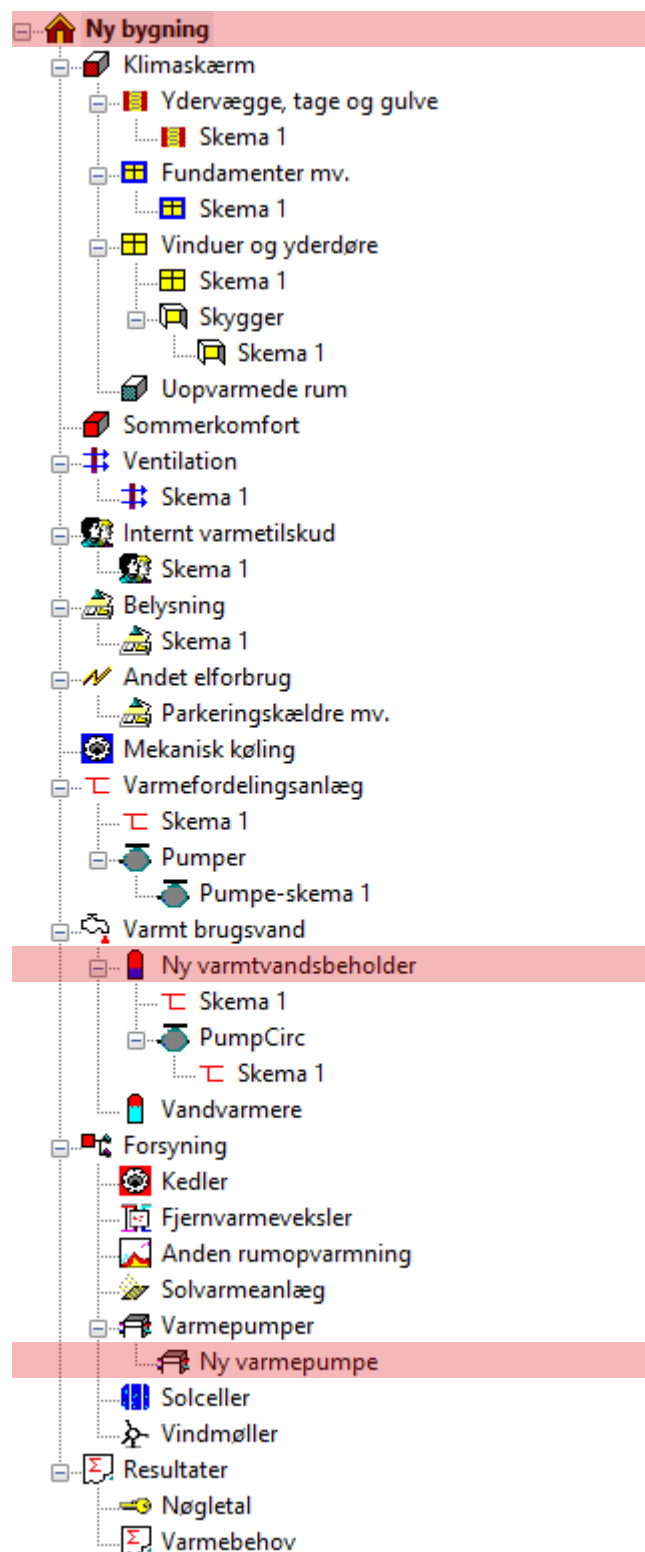 Ny bygning
Klimaskærm
Ydervægge, tage og gulve
Skema 1
Fundamenter mv.
Skema 1
Vinduer og yderdøre
Skema 1
Skygger
Skema 1
Uopvarmede rum
Sommerkomfort
Ventilation
Skema 1
Internt varmetilskud
Skema 1
Belysning
Skema 1
Andet elforbrug
Parkeringskældre mv.
Mekanisk køling
Varmefordelingsanlæg
Skema 1
Pumper
Pumpe-skema 1
Varmt brugsvand
Ny varmtvandsbeholder
Skema 1
PumpCirc
Skema 1
Vandvarmere
Forsyning
Kedler
Fjernvarmeveksler
Anden rumopvarmning
Solvarmeanlæg
Varmepumper
Ny varmepumpe
Solceller
Vindmøller
Resultater
Nøgletal
Varmebehov